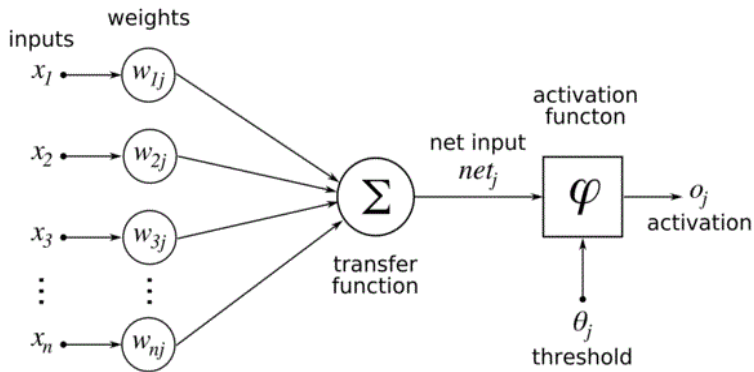 inputs
weights
x1
w1j
x2
w2j
x3
w3j
xn
wnj
Σ
transfer
function
net input
netj
activation
functon
φ
oj
activation
θj
threshold